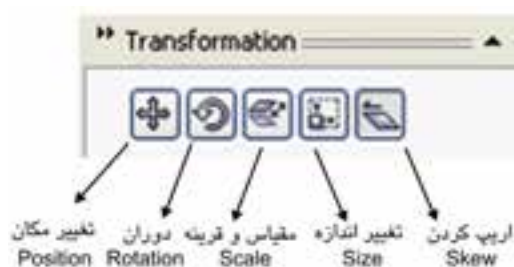 Transformation
تغییر مکان دوران مقیاس و قرینه تغییر اندازه اریب کردن
Position Rotation Scale Size Skew